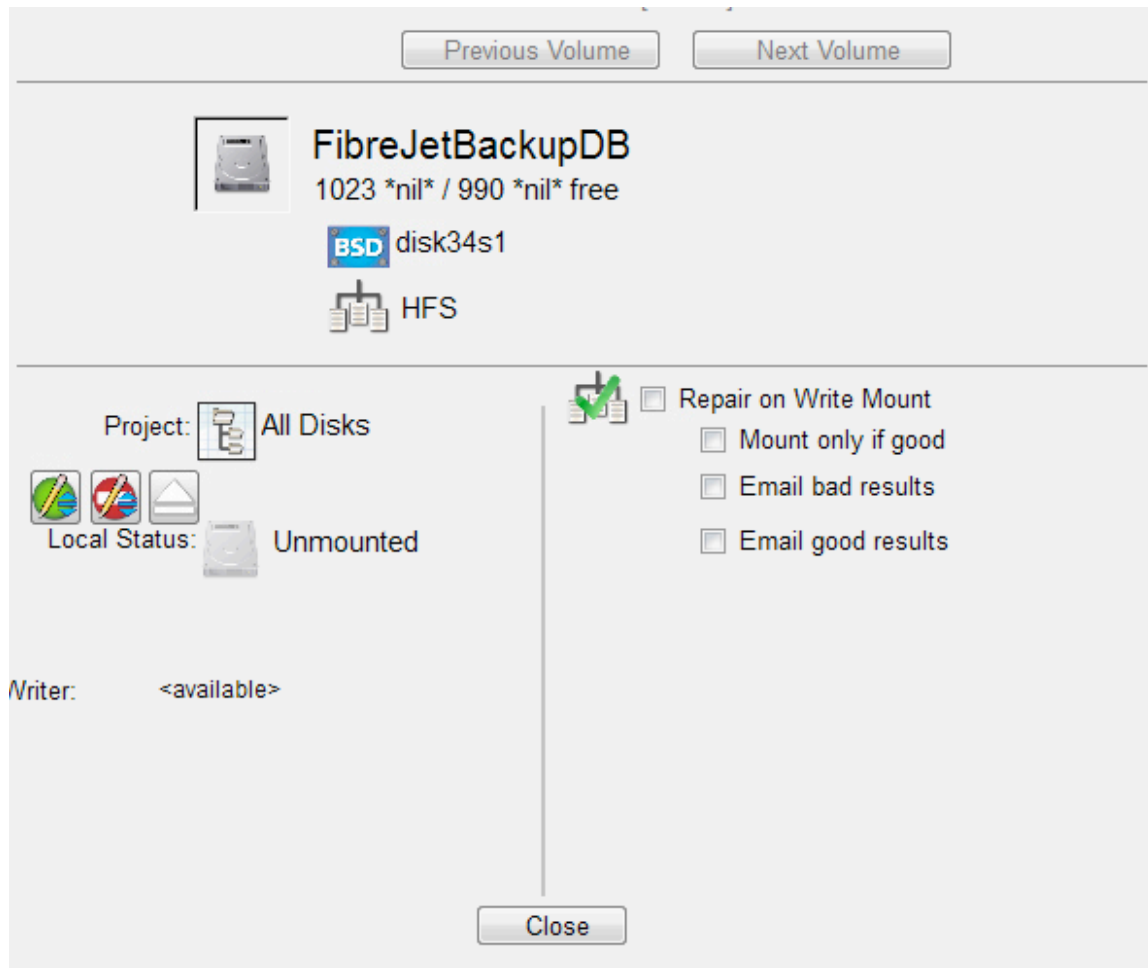 Previous Volume Next Volume
FibreJetBackupDB
1023 *nil* / 990 *nil* free
BSD disk34s1
HFS
Project: All Disks
Local Status: Unmounted
Writer: <available>
Repair on Write Mount
Mount only if good
Email bad results
Email good results
Close